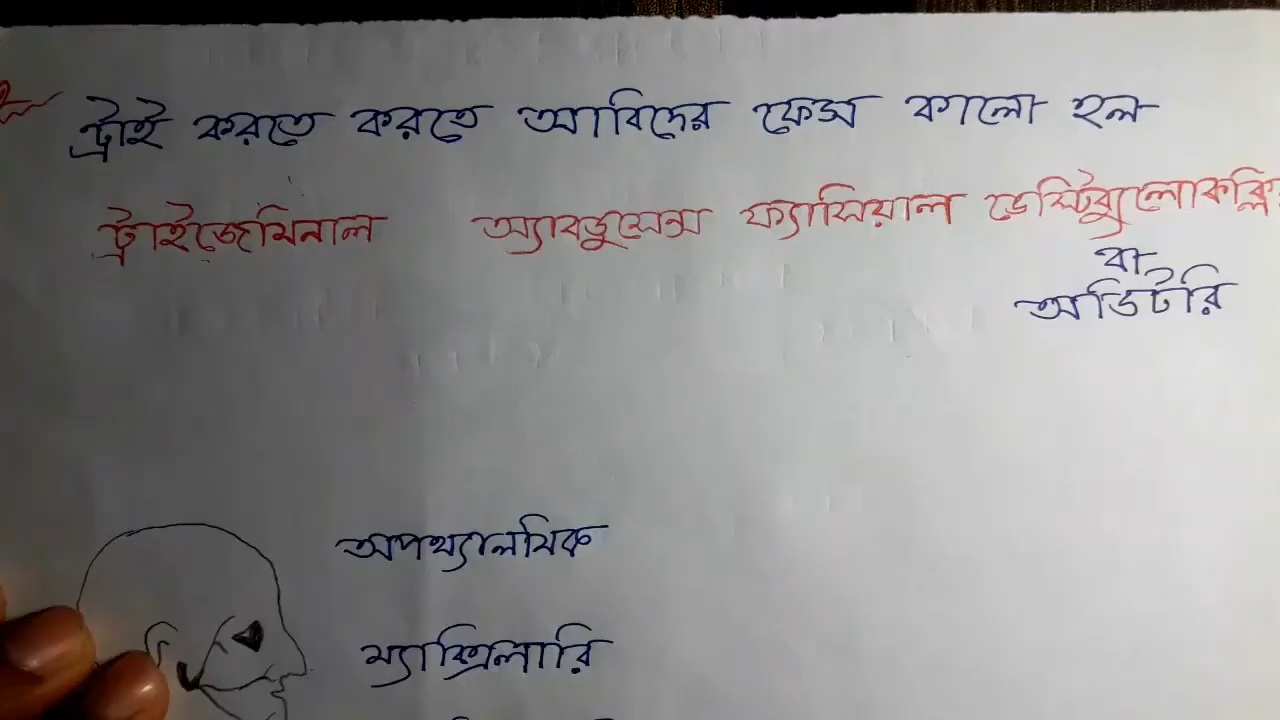 ট্রাই করতে করতে আবিদের ফেস কালো হল
ট্রাইজেমিনাল অ্যাবডুসেন্স ফ্যাসিয়াল ভেস্টিব্যুলোকক্লি
বা
অডিটরি
অপথ্যালমিক
ম্যাক্সিলারি